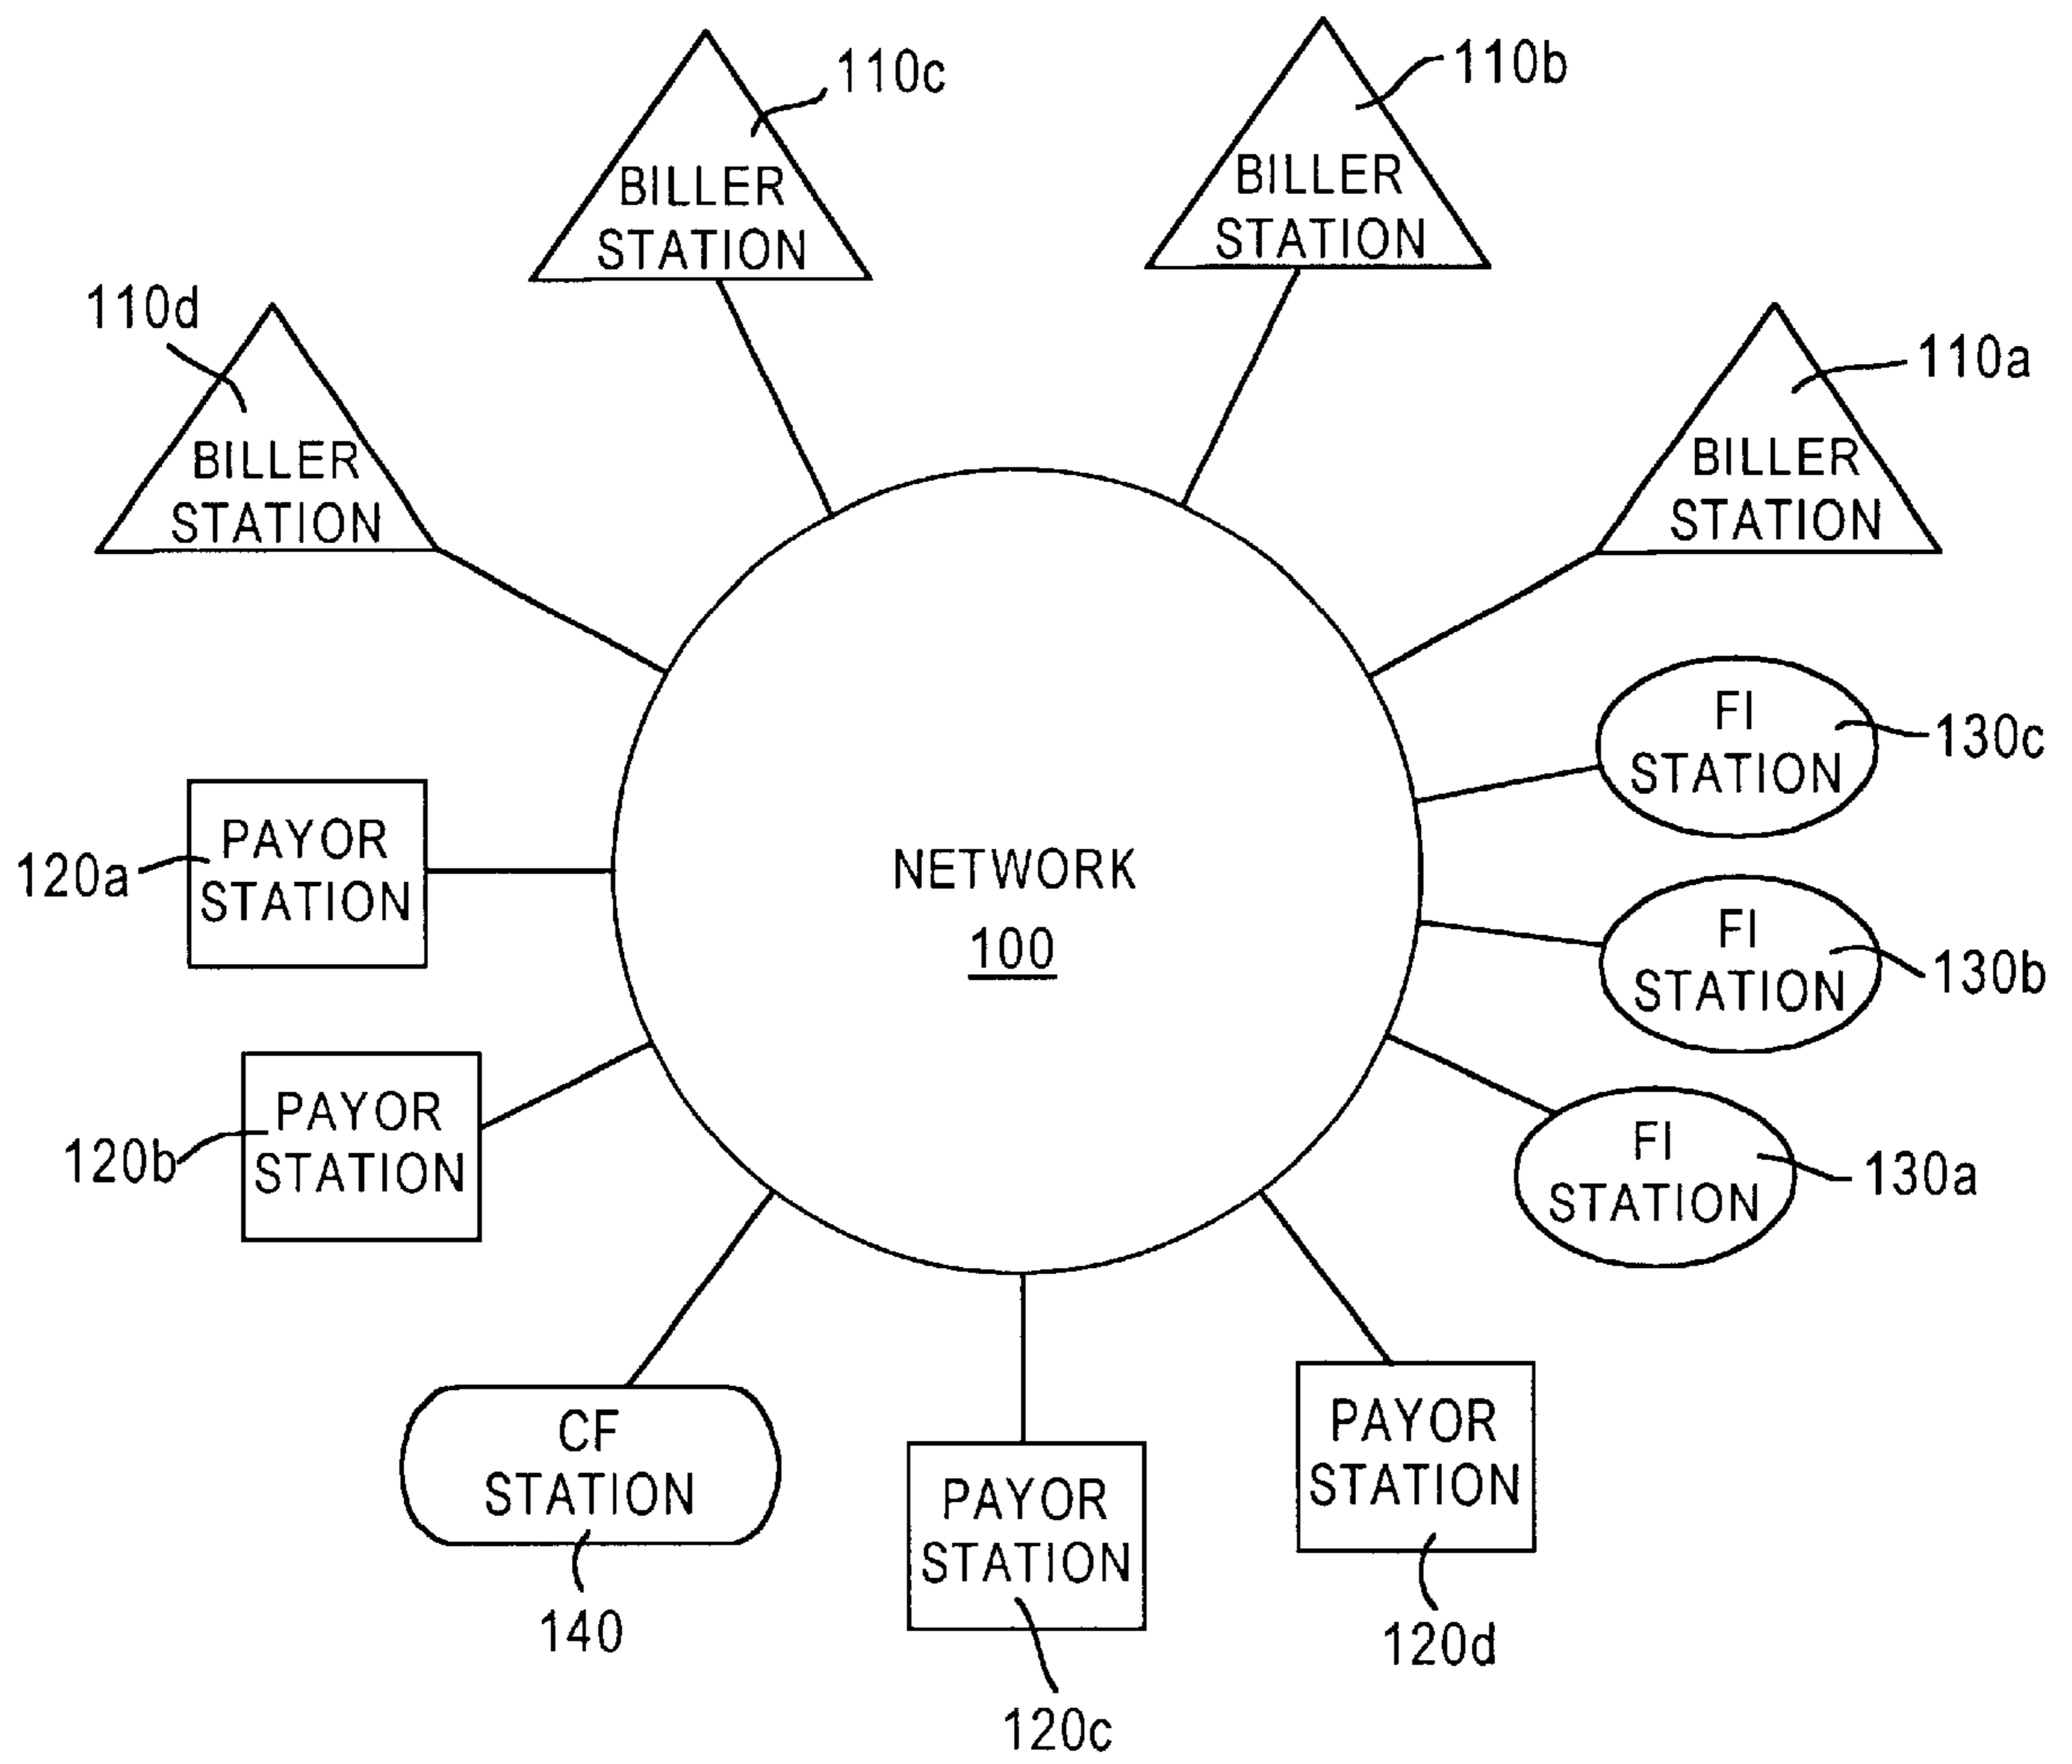 110c
BILLER
STATION
110b
BILLER
STATION
110d
BILLER
STATION
110a
BILLER
STATION
FI
STATION
130c
PAYOR
STATION
120a
NETWORK
100
FI
STATION
130b
PAYOR
STATION
120b
FI
STATION
130a
CF
STATION
140
PAYOR
STATION
120c
PAYOR
STATION
120d